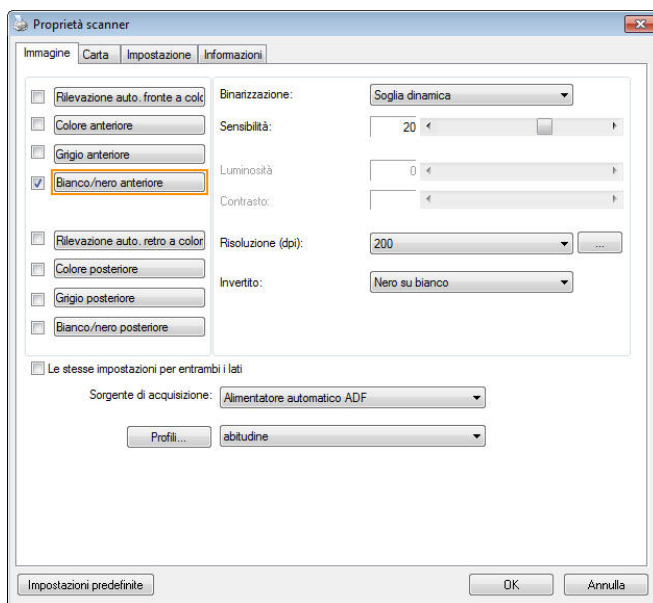 Proprietà scanner
Immagine Carta Impostazione Informazioni
Rilevazione auto. fronte a colo
Colore anteriore
Grigio anteriore
Bianco/nero anteriore
Rilevazione auto. retro a color
Colore posteriore
Grigio posteriore
Bianco/nero posteriore
Binarizzazione: Soglia dinamica
Sensibilità: 20
Luminosità 0
Contrasto:
Risoluzione (dpi): 200 ...
Invertito: Nero su bianco
Le stesse impostazioni per entrambi i lati
Sorgente di acquisizione: Alimentatore automatico ADF
Profili... abitudine
Impostazioni predefinite OK Annulla